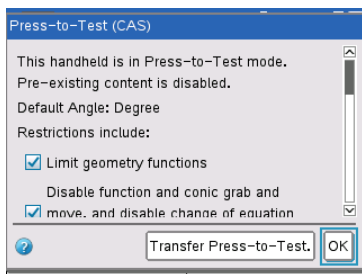 Press-to-Test (CAS)
This handheld is in Press-to-Test mode.
Pre-existing content is disabled.
Default Angle: Degree
Restrictions include:
Limit geometry functions
Disable function and conic grab and
move, and disable change of equation
?
Transfer Press-to-Test.
OK